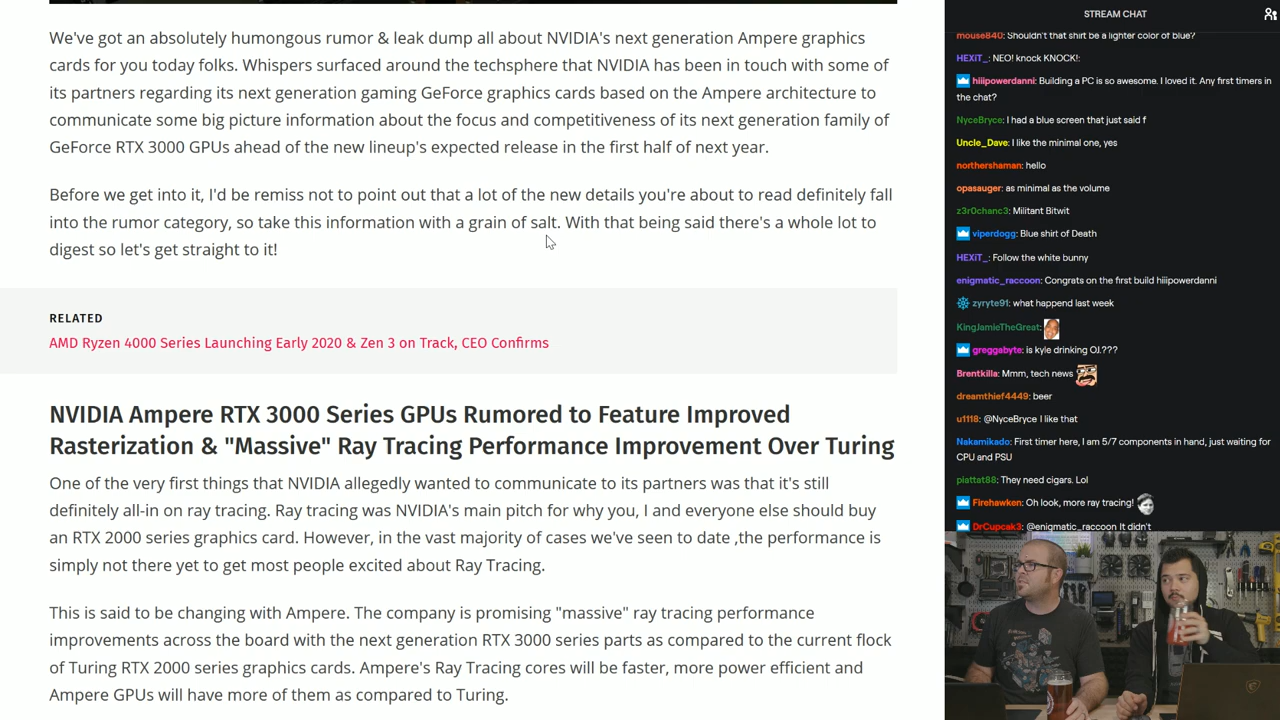 We've got an absolutely humongous rumor & leak dump all about NVIDIA's next generation Ampere graphics
cards for you today folks. Whispers surfaced around the techsphere that NVIDIA has been in touch with some of
its partners regarding its next generation gaming GeForce graphics cards based on the Ampere architecture to
communicate some big picture information about the focus and competitiveness of its next generation family of
GeForce RTX 3000 GPUs ahead of the new lineup's expected release in the first half of next year.
Before we get into it, I'd be remiss not to point out that a lot of the new details you're about to read definitely fall
into the rumor category, so take this information with a grain of salt. With that being said there's a whole lot to
digest so let's get straight to it!
RELATED
AMD Ryzen 4000 Series Launching Early 2020 & Zen 3 on Track, CEO Confirms
NVIDIA Ampere RTX 3000 Series GPUs Rumored to Feature Improved
Rasterization & "Massive" Ray Tracing Performance Improvement Over Turing
One of the very first things that NVIDIA allegedly wanted to communicate to its partners was that it's still
definitely all-in on ray tracing. Ray tracing was NVIDIA's main pitch for why you, I and everyone else should buy
an RTX 2000 series graphics card. However, in the vast majority of cases we've seen to date ,the performance is
simply not there yet to get most people excited about Ray Tracing.
This is said to be changing with Ampere. The company is promising "massive" ray tracing performance
improvements across the board with the next generation RTX 3000 series parts as compared to the current flock
of Turing RTX 2000 series graphics cards. Ampere's Ray Tracing cores will be faster, more power efficient and
Ampere GPUs will have more of them as compared to Turing.
STREAM CHAT
mouse840: Shouldn't that shirt be a lighter color of blue?
HEXiT_: NEO! knock KNOCK!:
hiiipowerdanni: Building a PC is so awesome. I loved it. Any first timers in
the chat?
NyceBryce: I had a blue screen that just said f
Uncle_Dave: I like the minimal one, yes
northershaman: hello
opasauger: as minimal as the volume
z3r0chanc3: Militant Bitwit
viperdogg: Blue shirt of Death
HEXiT_: Follow the white bunny
enigmatic_raccoon: Congrats on the first build hiiipowerdanni
zyryte91: what happend last week
KingJamieTheGreat:
greggabyte: is kyle drinking OJ.???
Brentkilla: Mmm, tech news
dreamthief4449: beer
u1118: @NyceBryce I like that
Nakamikado: First timer here, I am 5/7 components in hand, just waiting for
CPU and PSU
piattat88: They need cigars. Lol
Firehawken: Oh look, more ray tracing!
DrCupcak3: @enigmatic_raccoon It didn't